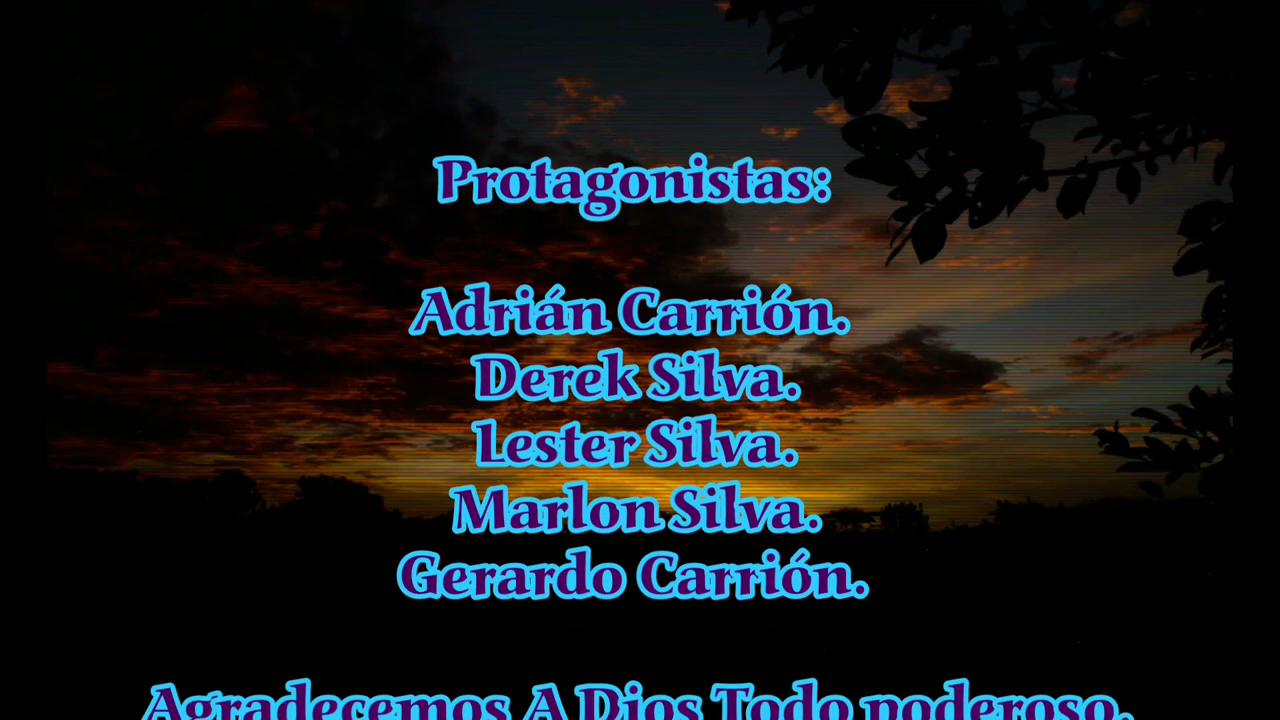 Protagonistas:
Adrián Carrión.
Derek Silva.
Lester Silva.
Marlon Silva.
Gerardo Carrión.
Agradecemos A Dios Todo poderoso.